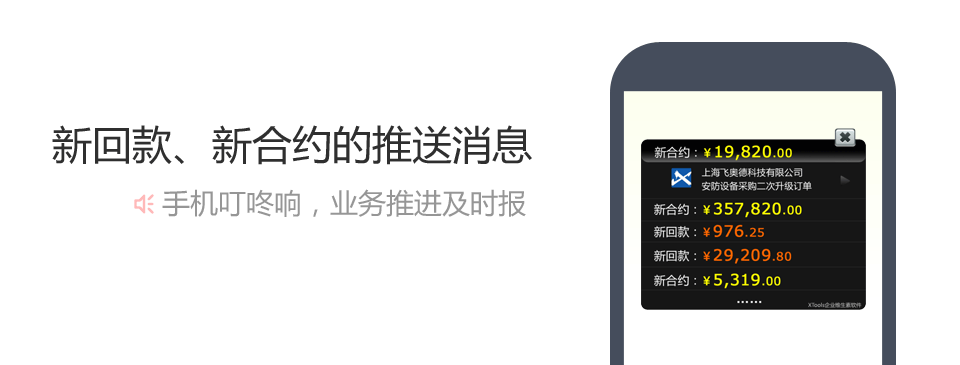 新回款、新合约的推送消息
手机叮咚响，业务推进及时报
新合约：¥19,820.00
上海飞奥德科技有限公司
安防设备采购二次升级订单
新合约：¥357,820.00
新回款：¥976.25
新回款：¥29,209.80
新合约：¥5,319.00
……
XTools企业维生素软件